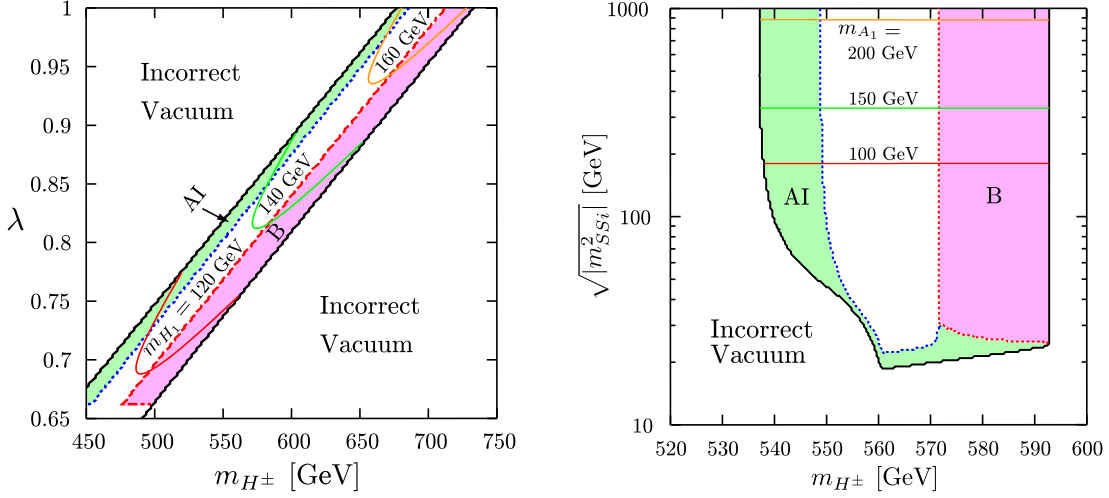 1
0.95
0.9
0.85
0.8
0.75
0.7
0.65
λ
450 500 550 600 650 700 750
m_{H^±} [GeV]
Incorrect
Vacuum
160 GeV
140 GeV
m_{H_1} = 120 GeV
AI
B
Incorrect
Vacuum
1000
100
10
√|m²_{SSi}| [GeV]
520 530 540 550 560 570 580 590 600
m_{H^±} [GeV]
m_{A_1} =
200 GeV
150 GeV
100 GeV
AI
B
Incorrect
Vacuum